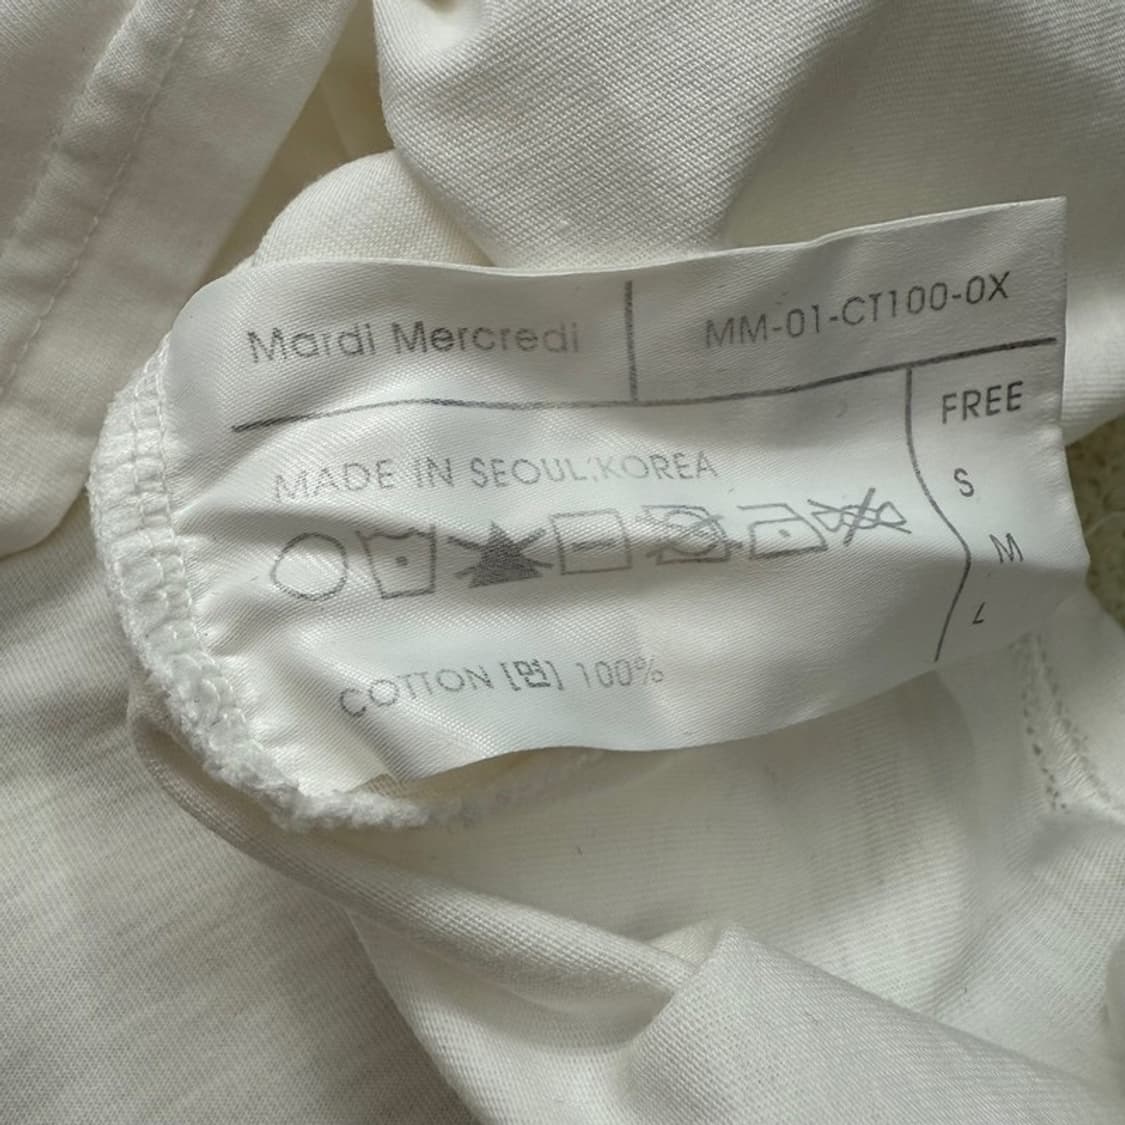 Mardi Mercredi
MM-01-CT100-0X
MADE IN SEOUL,KOREA
FREE
S
M
L
COTTON [면] 100%